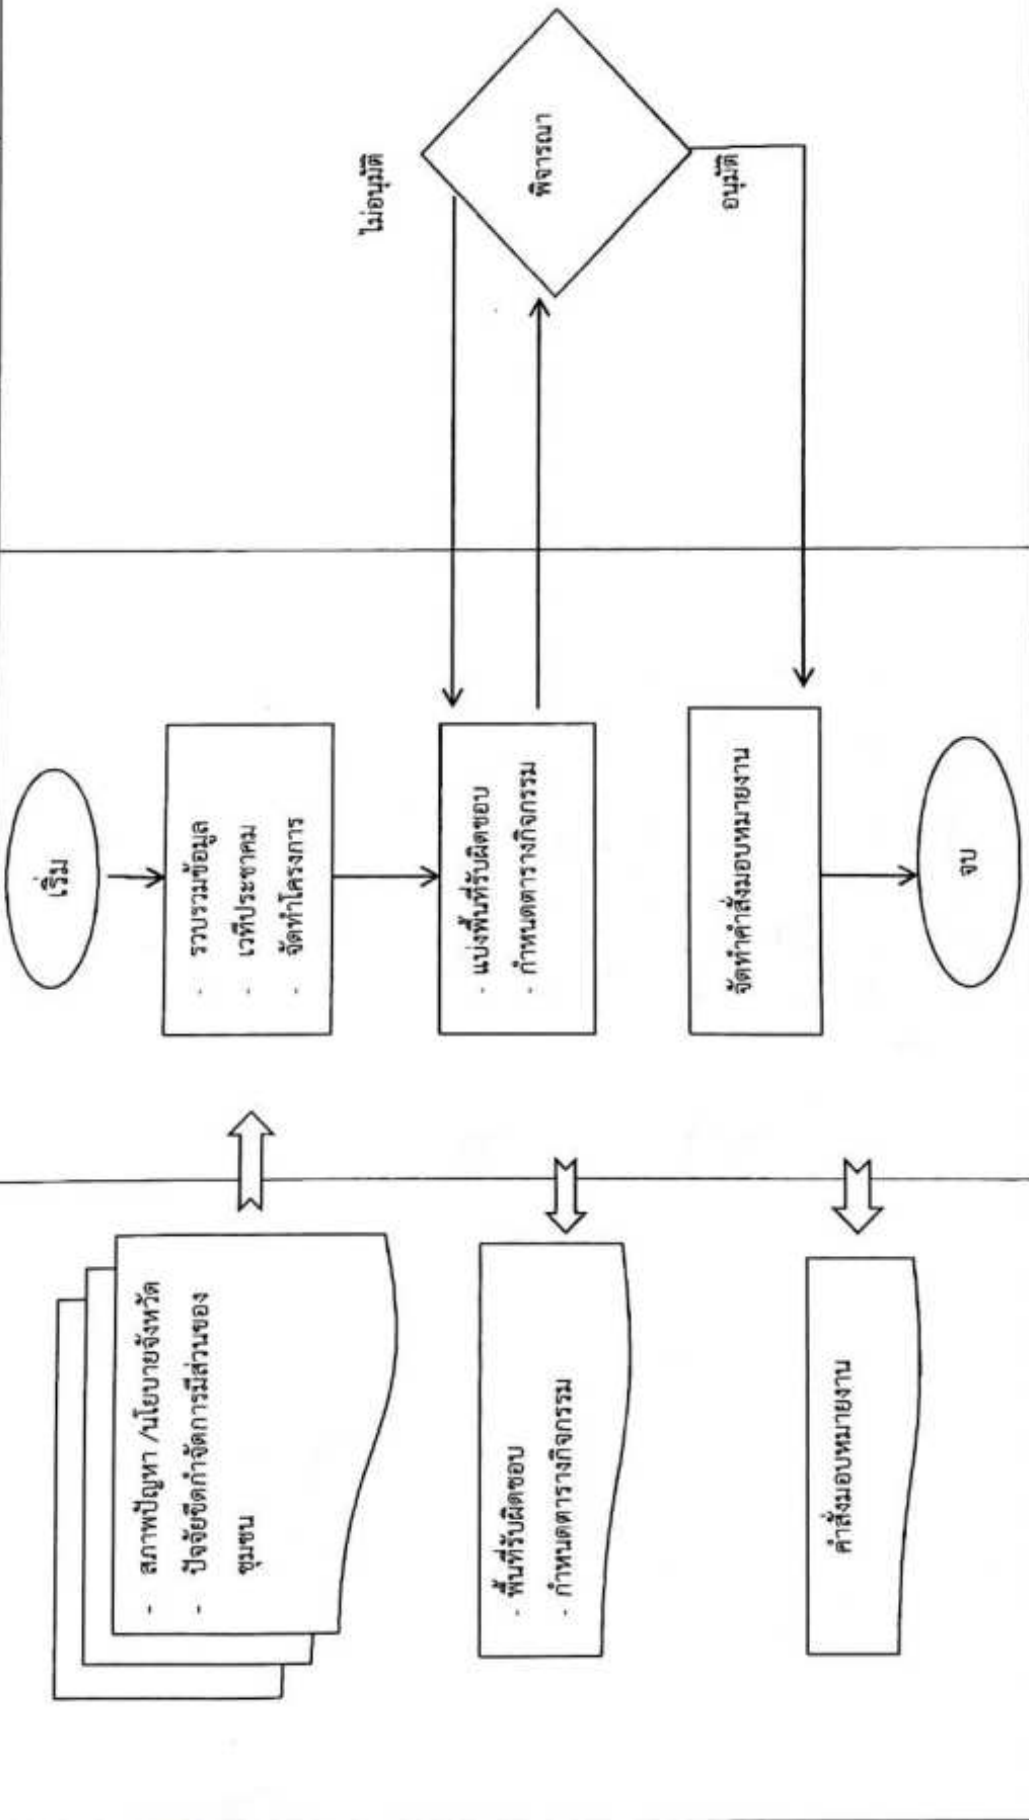 เริ่ม
- สภาพปัญหา /นโยบายจังหวัด
- ปัจจัยขีดกำจัดการมีส่วนของ
ชุมชน
- รวบรวมข้อมูล
- เวทีประชาคม
- จัดทำโครงการ
- พื้นที่รับผิดชอบ
- กำหนดตารางกิจกรรม
- แบ่งพื้นที่รับผิดชอบ
- กำหนดตารางกิจกรรม
ไม่อนุมัติ
พิจารณา
อนุมัติ
คำสั่งมอบหมายงาน
จัดทำคำสั่งมอบหมายงาน
จบ